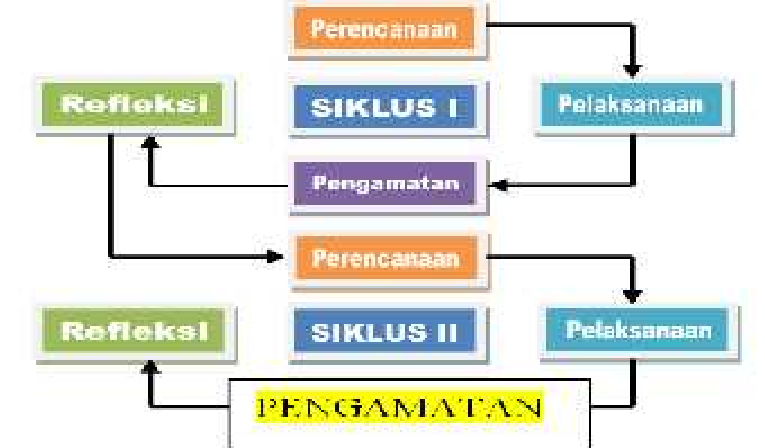 Perencanaan
Refleksi
SIKLUS I
Pelaksanaan
Pengamatan
Perencanaan
Refleksi
SIKLUS II
Pelaksanaan
PENGAMATAN